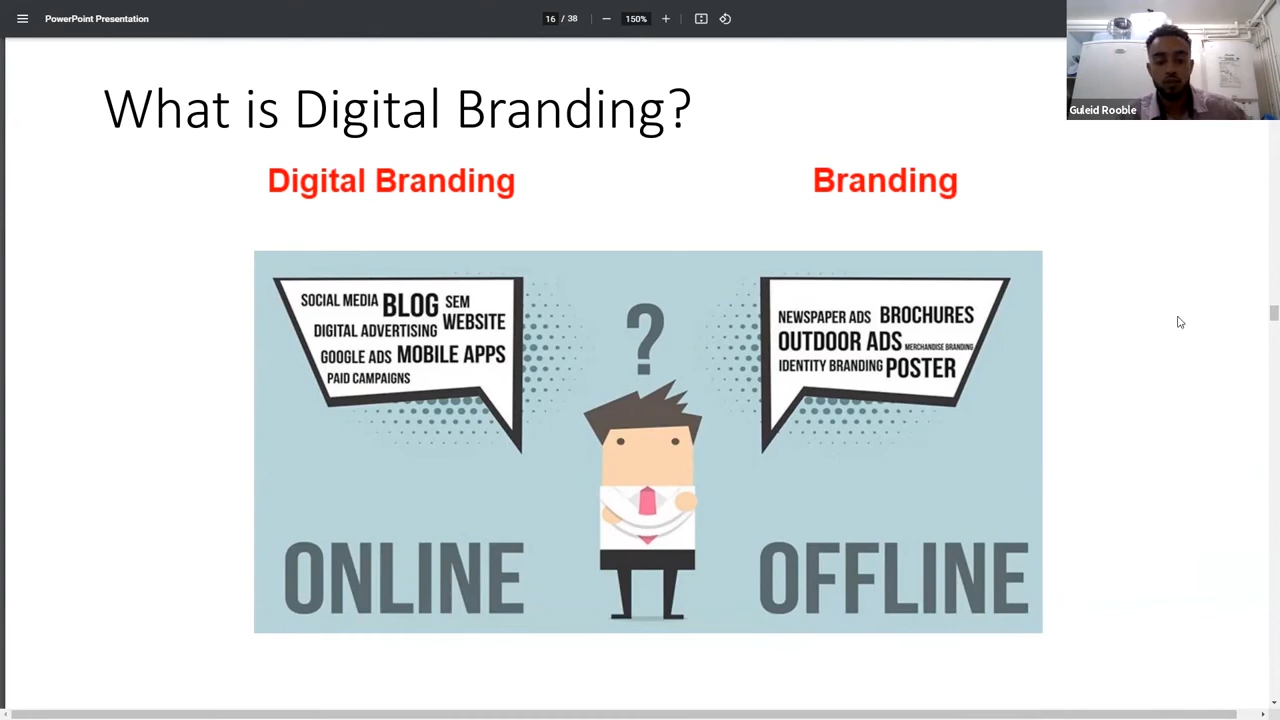 PowerPoint Presentation
16 / 38
150%
Guleid Rooble
What is Digital Branding?
Digital Branding
Branding
SOCIAL MEDIA BLOG SEM
DIGITAL ADVERTISING WEBSITE
GOOGLE ADS MOBILE APPS
PAID CAMPAIGNS
?
NEWSPAPER ADS BROCHURES
OUTDOOR ADS MERCHANDISE BRANDING
IDENTITY BRANDING POSTER
ONLINE
OFFLINE